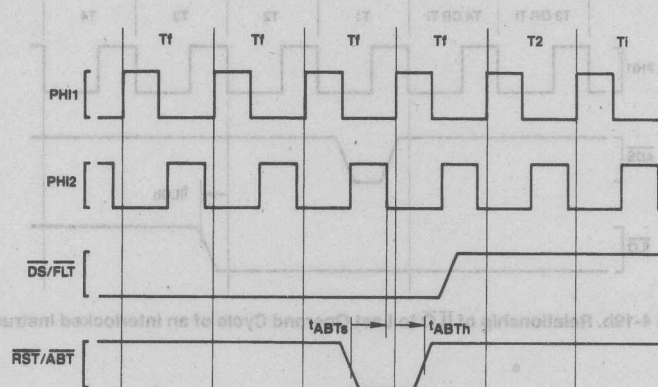 Tf Tf Tf Tf T2 Ti
PHI1
PHI2
DS/FLT
tABTs tABTh
RST/ABT